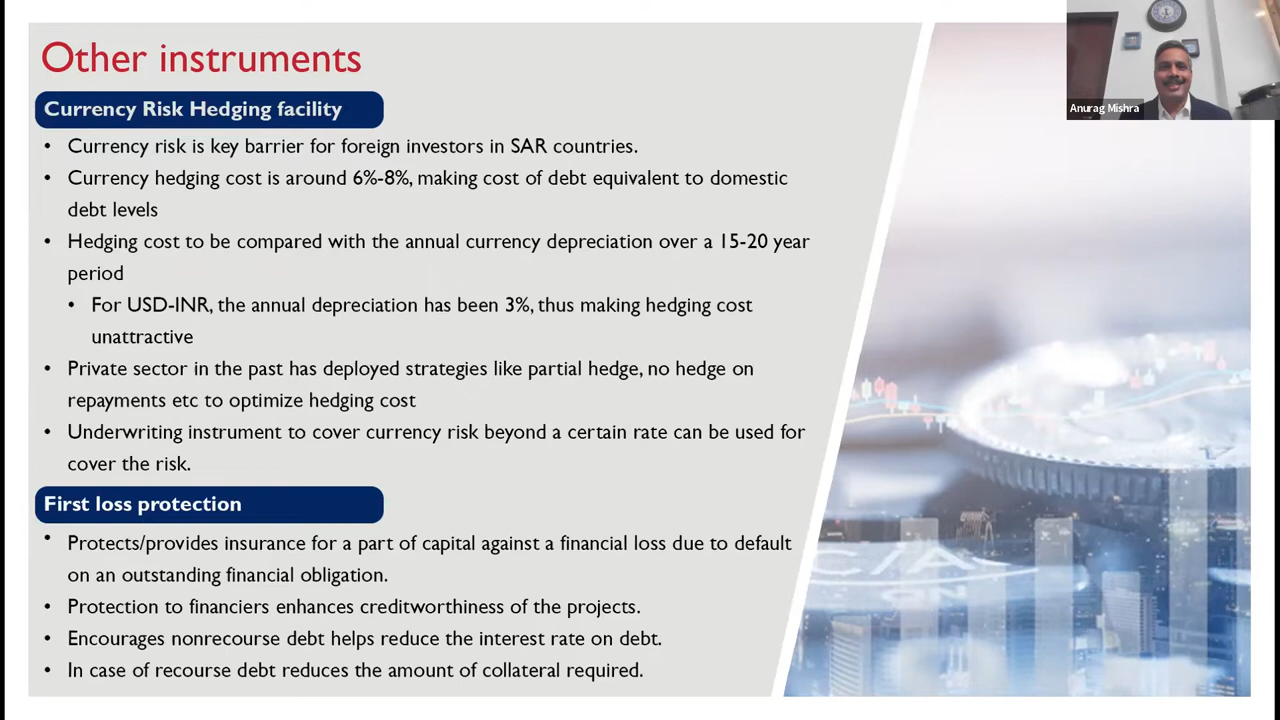 Other instruments
Anurag Mishra
Currency Risk Hedging facility
• Currency risk is key barrier for foreign investors in SAR countries.
• Currency hedging cost is around 6%-8%, making cost of debt equivalent to domestic
debt levels
• Hedging cost to be compared with the annual currency depreciation over a 15-20 year
period
• For USD-INR, the annual depreciation has been 3%, thus making hedging cost
unattractive
• Private sector in the past has deployed strategies like partial hedge, no hedge on
repayments etc to optimize hedging cost
• Underwriting instrument to cover currency risk beyond a certain rate can be used for
cover the risk.
First loss protection
• Protects/provides insurance for a part of capital against a financial loss due to default
on an outstanding financial obligation.
• Protection to financiers enhances creditworthiness of the projects.
• Encourages nonrecourse debt helps reduce the interest rate on debt.
• In case of recourse debt reduces the amount of collateral required.